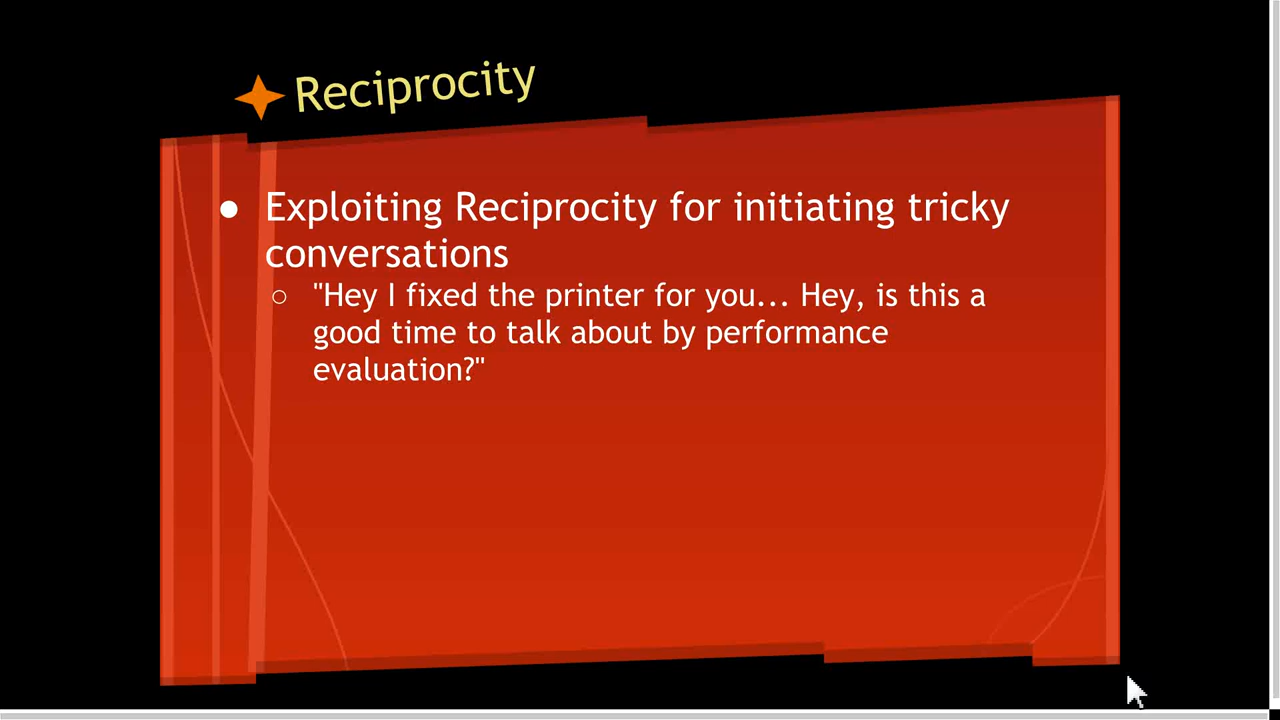 Reciprocity
● Exploiting Reciprocity for initiating tricky
conversations
○ "Hey I fixed the printer for you... Hey, is this a
good time to talk about by performance
evaluation?"